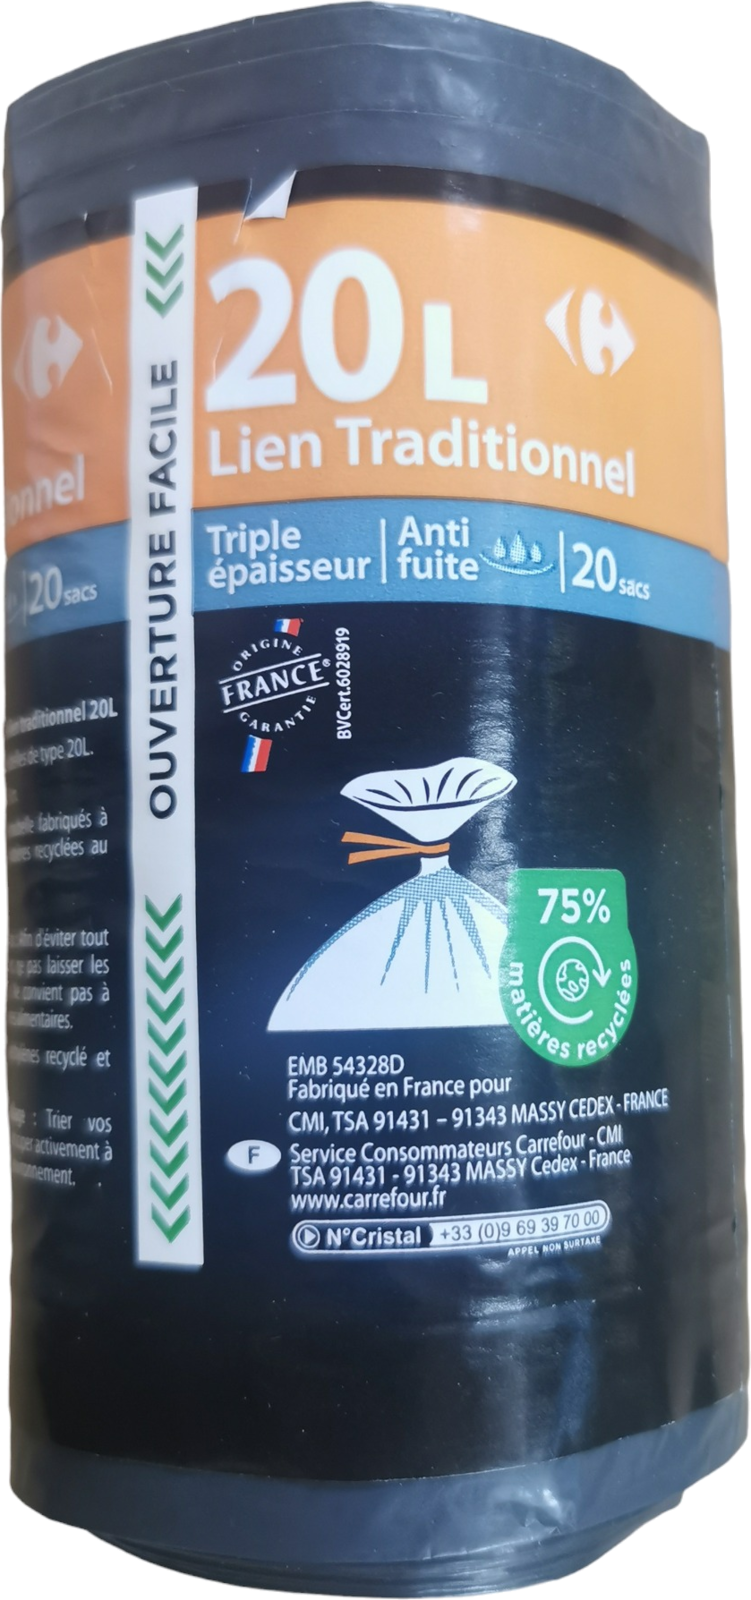 20L
Lien Traditionnel
Triple
épaisseur
Anti
fuite
20 sacs
OUVERTURE FACILE
20 sacs
traditionnel 20L
de type 20L.
fabriqués à
recyclées au
d'éviter tout
pas laisser les
convient pas à
recyclé et
: Trier vos
activement à
ORIGINE
FRANCE®
GARANTIE
BVCert.6028919
75%
matières recyclées
EMB 54328D
Fabriqué en France pour
CMI, TSA 91431 – 91343 MASSY CEDEX - FRANCE
F
Service Consommateurs Carrefour - CMI
TSA 91431 - 91343 MASSY Cedex - France
www.carrefour.fr
N°Cristal +33 (0)9 69 39 70 00
APPEL NON SURTAXÉ